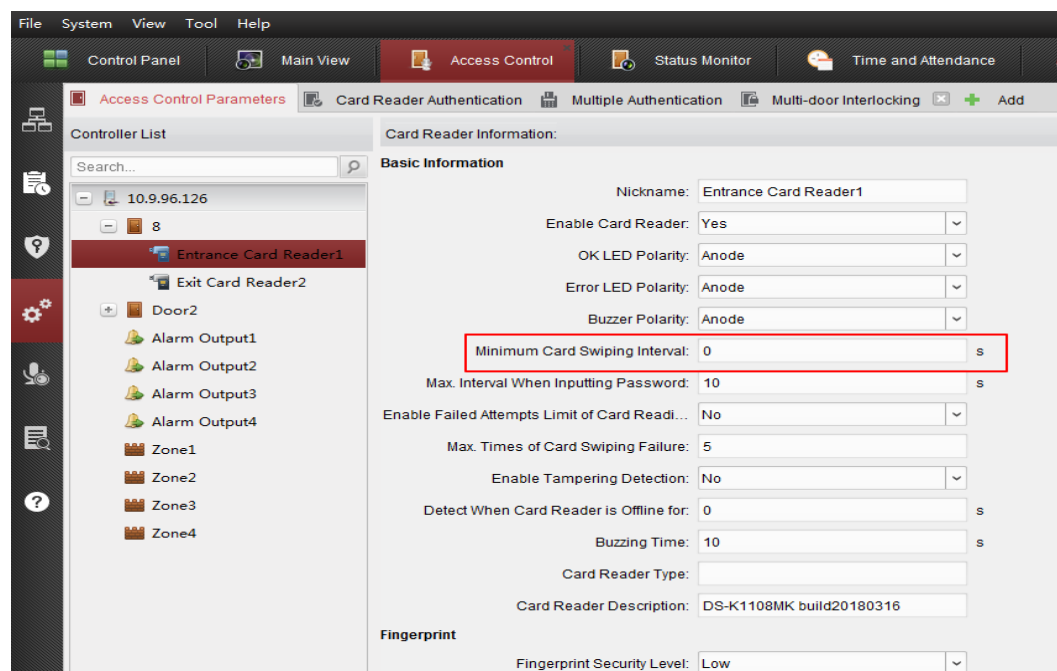 File System View Tool Help
Control Panel Main View Access Control Status Monitor Time and Attendance
Access Control Parameters Card Reader Authentication Multiple Authentication Multi-door Interlocking Add
Controller List
Search...
10.9.96.126
8
Entrance Card Reader1
Exit Card Reader2
Door2
Alarm Output1
Alarm Output2
Alarm Output3
Alarm Output4
Zone1
Zone2
Zone3
Zone4
Card Reader Information:
Basic Information
Nickname: Entrance Card Reader1
Enable Card Reader: Yes
OK LED Polarity: Anode
Error LED Polarity: Anode
Buzzer Polarity: Anode
Minimum Card Swiping Interval: 0 s
Max. Interval When Inputting Password: 10 s
Enable Failed Attempts Limit of Card Readi... No
Max. Times of Card Swiping Failure: 5
Enable Tampering Detection: No
Detect When Card Reader is Offline for: 0 s
Buzzing Time: 10 s
Card Reader Type:
Card Reader Description: DS-K1108MK build20180316
Fingerprint
Fingerprint Security Level: Low